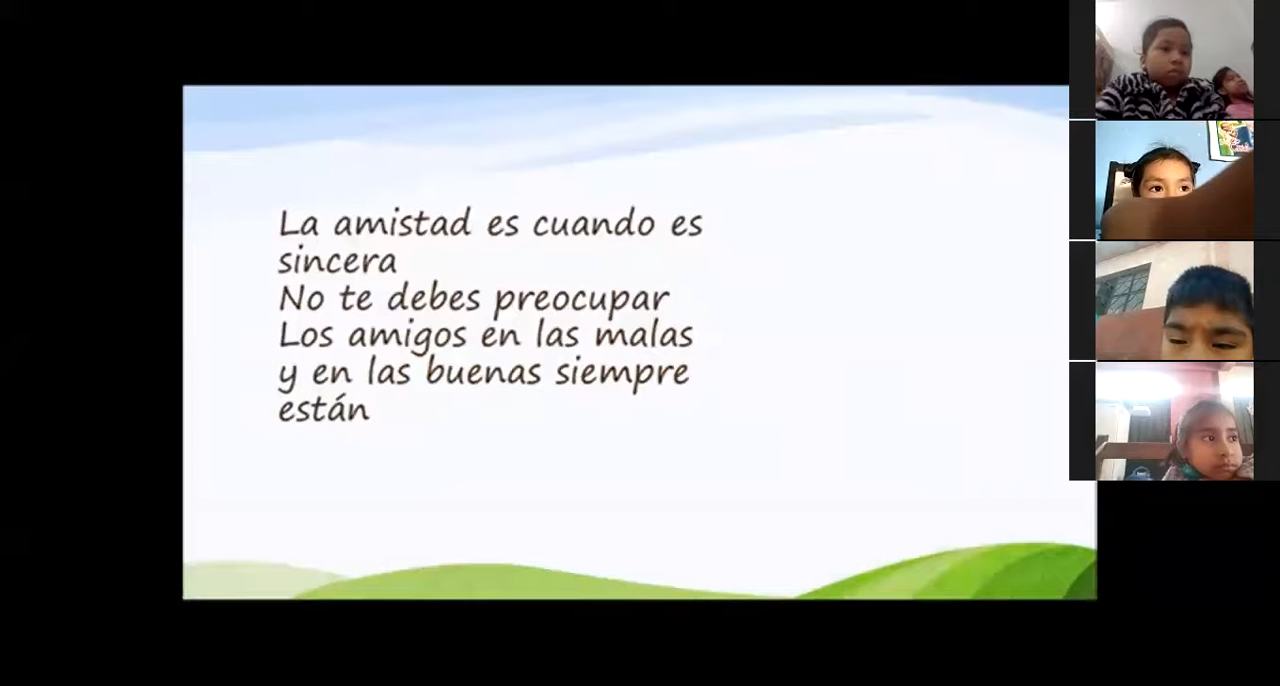 La amistad es cuando es
sincera
No te debes preocupar
Los amigos en las malas
y en las buenas siempre
están